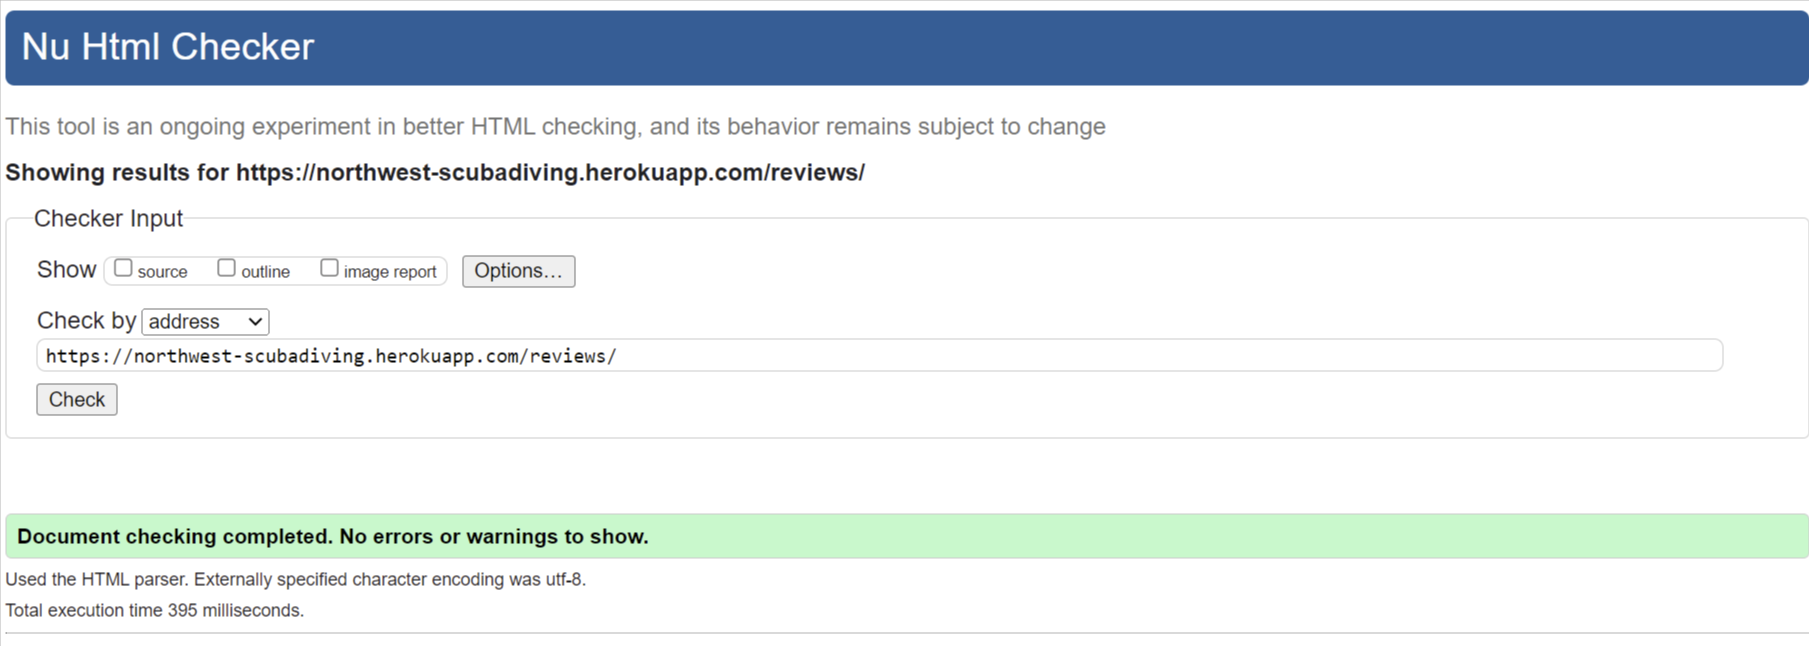 Nu Html Checker
This tool is an ongoing experiment in better HTML checking, and its behavior remains subject to change
Showing results for https://northwest-scubadiving.herokuapp.com/reviews/
Checker Input
Show source outline image report Options…
Check by address
https://northwest-scubadiving.herokuapp.com/reviews/
Check
Document checking completed. No errors or warnings to show.
Used the HTML parser. Externally specified character encoding was utf-8.
Total execution time 395 milliseconds.